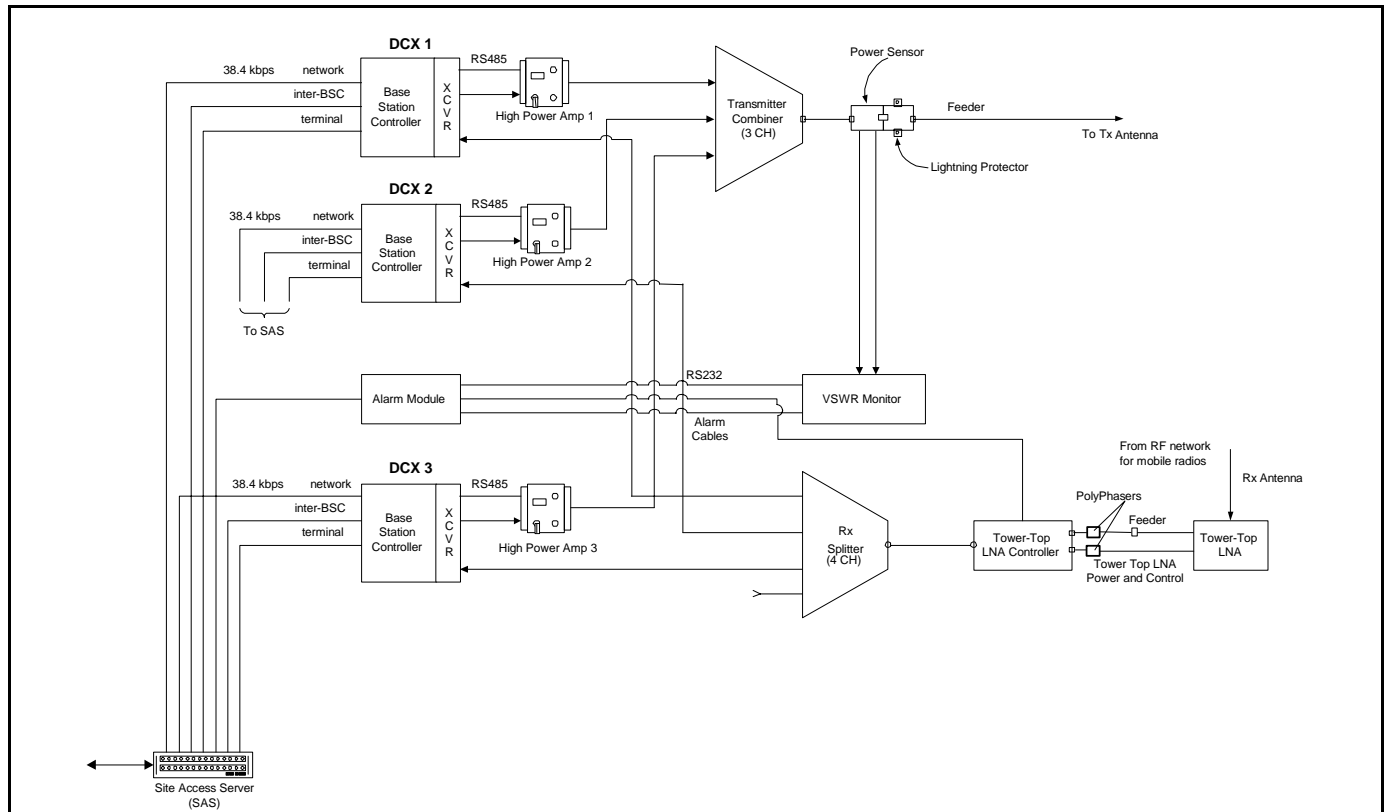 DCX 1
38.4 kbps
network
inter-BSC
terminal
Base
Station
Controller
X
C
V
R
RS485
High Power Amp 1
Transmitter
Combiner
(3 CH)
Power Sensor
Feeder
To Tx Antenna
Lightning Protector
DCX 2
38.4 kbps
network
inter-BSC
terminal
To SAS
Base
Station
Controller
X
C
V
R
RS485
High Power Amp 2
Alarm Module
RS232
Alarm
Cables
VSWR Monitor
DCX 3
38.4 kbps
network
inter-BSC
terminal
Base
Station
Controller
X
C
V
R
RS485
High Power Amp 3
Rx
Splitter
(4 CH)
Tower-Top
LNA Controller
From RF network
for mobile radios
Rx Antenna
PolyPhasers
Feeder
Tower Top LNA
Power and Control
Tower-Top
LNA
Site Access Server
(SAS)